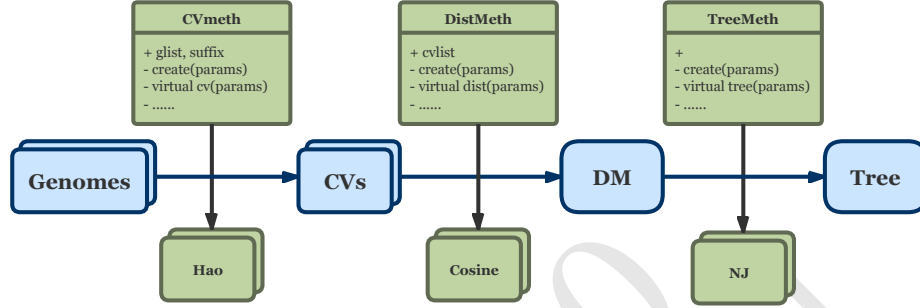 CVmeth
+ glist, suffix
- create(params)
- virtual cv(params)
- ......
DistMeth
+ cvlist
- create(params)
- virtual dist(params)
- ......
TreeMeth
+
- create(params)
- virtual tree(params)
- ......
Genomes
CVs
DM
Tree
Hao
Cosine
NJ